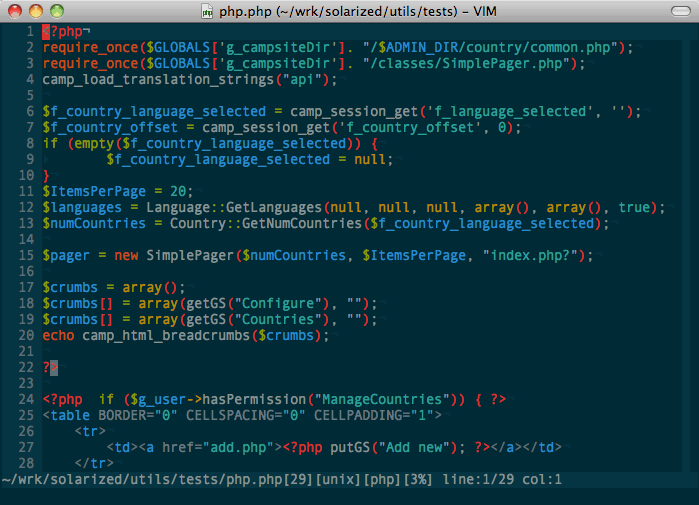 php.php (~/wrk/solarized/utils/tests) – VIM
1 <?php¬
2 require_once($GLOBALS['g_campsiteDir']. "/$ADMIN_DIR/country/common.php");
3 require_once($GLOBALS['g_campsiteDir']. "/classes/SimplePager.php");
4 camp_load_translation_strings("api");
5
6 $f_country_language_selected = camp_session_get('f_language_selected', '');
7 $f_country_offset = camp_session_get('f_country_offset', 0);
8 if (empty($f_country_language_selected)) {
9         $f_country_language_selected = null;
10 }
11 $ItemsPerPage = 20;
12 $languages = Language::GetLanguages(null, null, null, array(), array(), true);
13 $numCountries = Country::GetNumCountries($f_country_language_selected);
14
15 $pager = new SimplePager($numCountries, $ItemsPerPage, "index.php?");
16
17 $crumbs = array();
18 $crumbs[] = array(getGS("Configure"), "");
19 $crumbs[] = array(getGS("Countries"), "");
20 echo camp_html_breadcrumbs($crumbs);
21
22 ?>
23
24 <?php  if ($g_user->hasPermission("ManageCountries")) { ?>
25 <table BORDER="0" CELLSPACING="0" CELLPADDING="1">
26     <tr>
27         <td><a href="add.php"><?php putGS("Add new"); ?></a></td>
28     </tr>
~/wrk/solarized/utils/tests/php.php[29][unix][php][3%] line:1/29 col:1